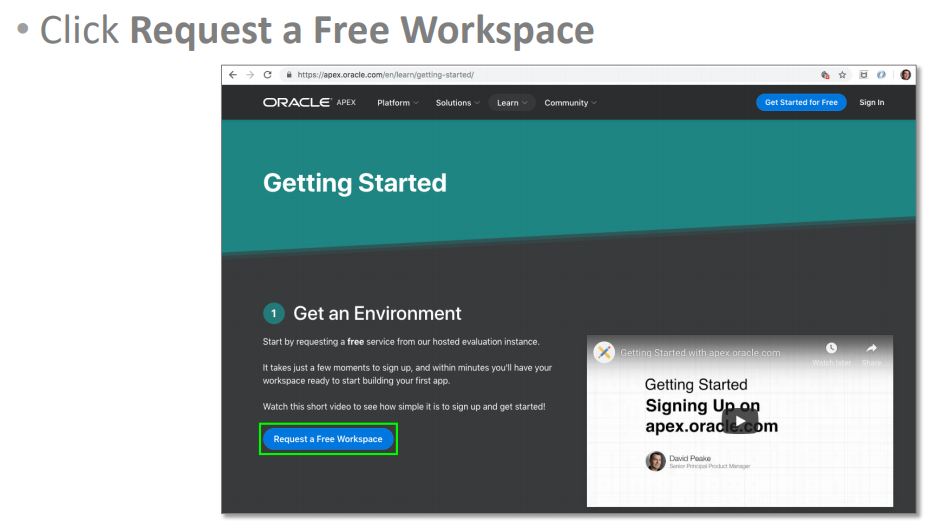 • Click Request a Free Workspace
https://apex.oracle.com/en/learn/getting-started/
ORACLE APEX Platform Solutions Learn Community Get Started for Free Sign In
Getting Started
1 Get an Environment
Start by requesting a free service from our hosted evaluation instance.
It takes just a few moments to sign up, and within minutes you'll have your
workspace ready to start building your first app.
Watch this short video to see how simple it is to sign up and get started!
Request a Free Workspace
Getting Started with apex.oracle.com
Watch later Share
Getting Started
Signing Up on
apex.oracle.com
David Peake
Senior Principal Product Manager